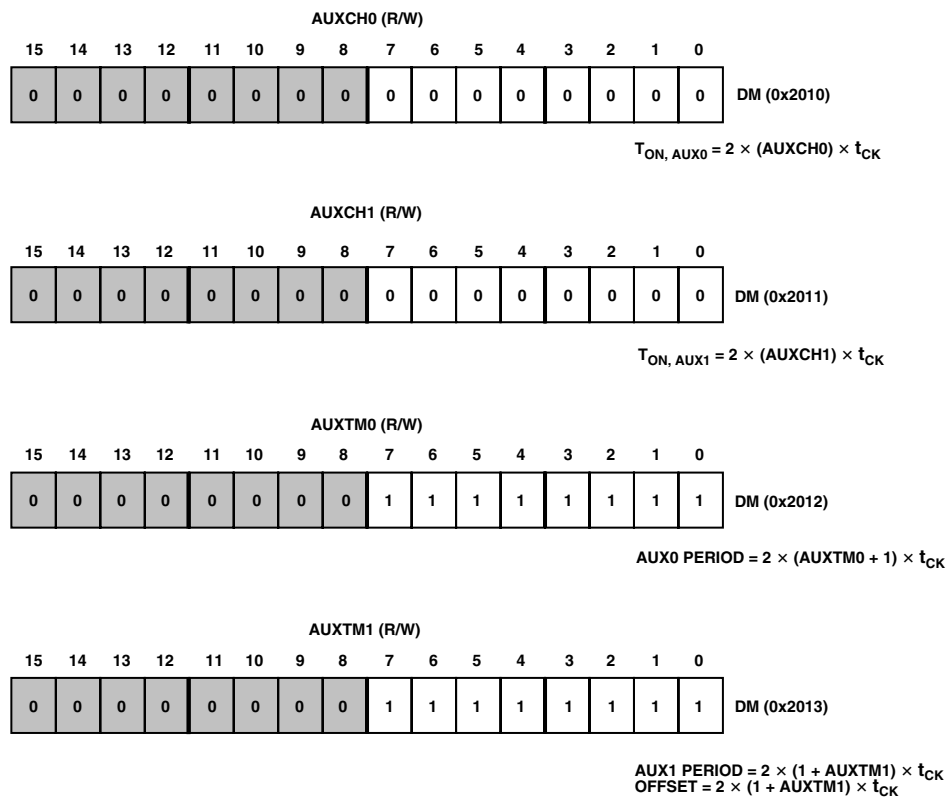 AUXCH0 (R/W)
15 14 13 12 11 10 9 8 7 6 5 4 3 2 1 0
0 0 0 0 0 0 0 0 0 0 0 0 0 0 0 0 DM (0x2010)
T_ON, AUX0 = 2 × (AUXCH0) × t_CK
AUXCH1 (R/W)
15 14 13 12 11 10 9 8 7 6 5 4 3 2 1 0
0 0 0 0 0 0 0 0 0 0 0 0 0 0 0 0 DM (0x2011)
T_ON, AUX1 = 2 × (AUXCH1) × t_CK
AUXTM0 (R/W)
15 14 13 12 11 10 9 8 7 6 5 4 3 2 1 0
0 0 0 0 0 0 0 0 1 1 1 1 1 1 1 1 DM (0x2012)
AUX0 PERIOD = 2 × (AUXTM0 + 1) × t_CK
AUXTM1 (R/W)
15 14 13 12 11 10 9 8 7 6 5 4 3 2 1 0
0 0 0 0 0 0 0 0 1 1 1 1 1 1 1 1 DM (0x2013)
AUX1 PERIOD = 2 × (1 + AUXTM1) × t_CK
OFFSET = 2 × (1 + AUXTM1) × t_CK